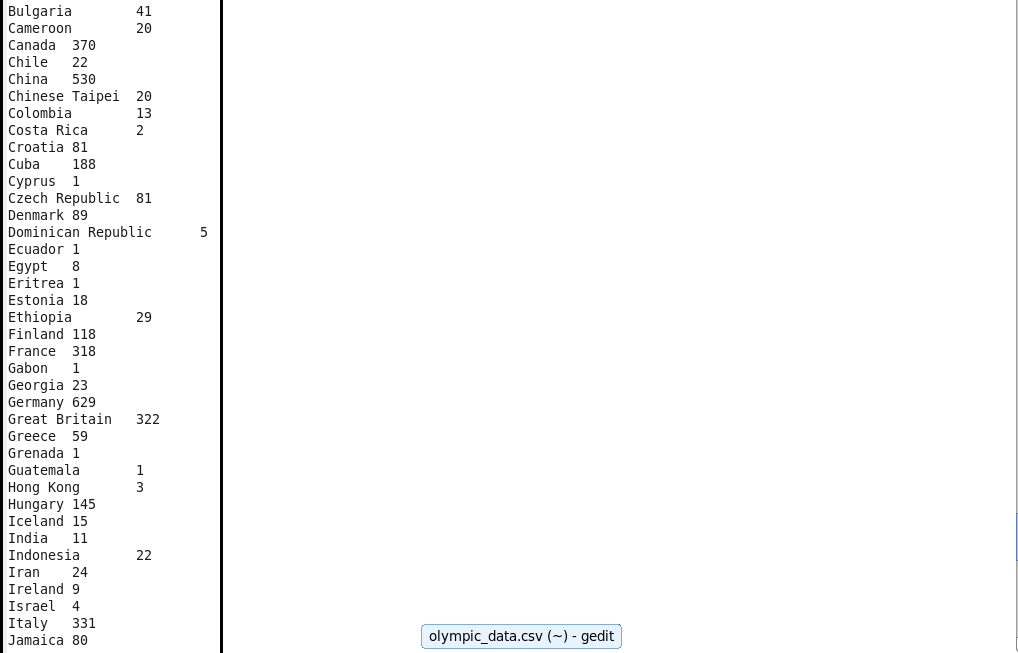 Bulgaria 41
Cameroon 20
Canada 370
Chile 22
China 530
Chinese Taipei 20
Colombia 13
Costa Rica 2
Croatia 81
Cuba 188
Cyprus 1
Czech Republic 81
Denmark 89
Dominican Republic 5
Ecuador 1
Egypt 8
Eritrea 1
Estonia 18
Ethiopia 29
Finland 118
France 318
Gabon 1
Georgia 23
Germany 629
Great Britain 322
Greece 59
Grenada 1
Guatemala 1
Hong Kong 3
Hungary 145
Iceland 15
India 11
Indonesia 22
Iran 24
Ireland 9
Israel 4
Italy 331
Jamaica 80
olympic_data.csv (~) - gedit